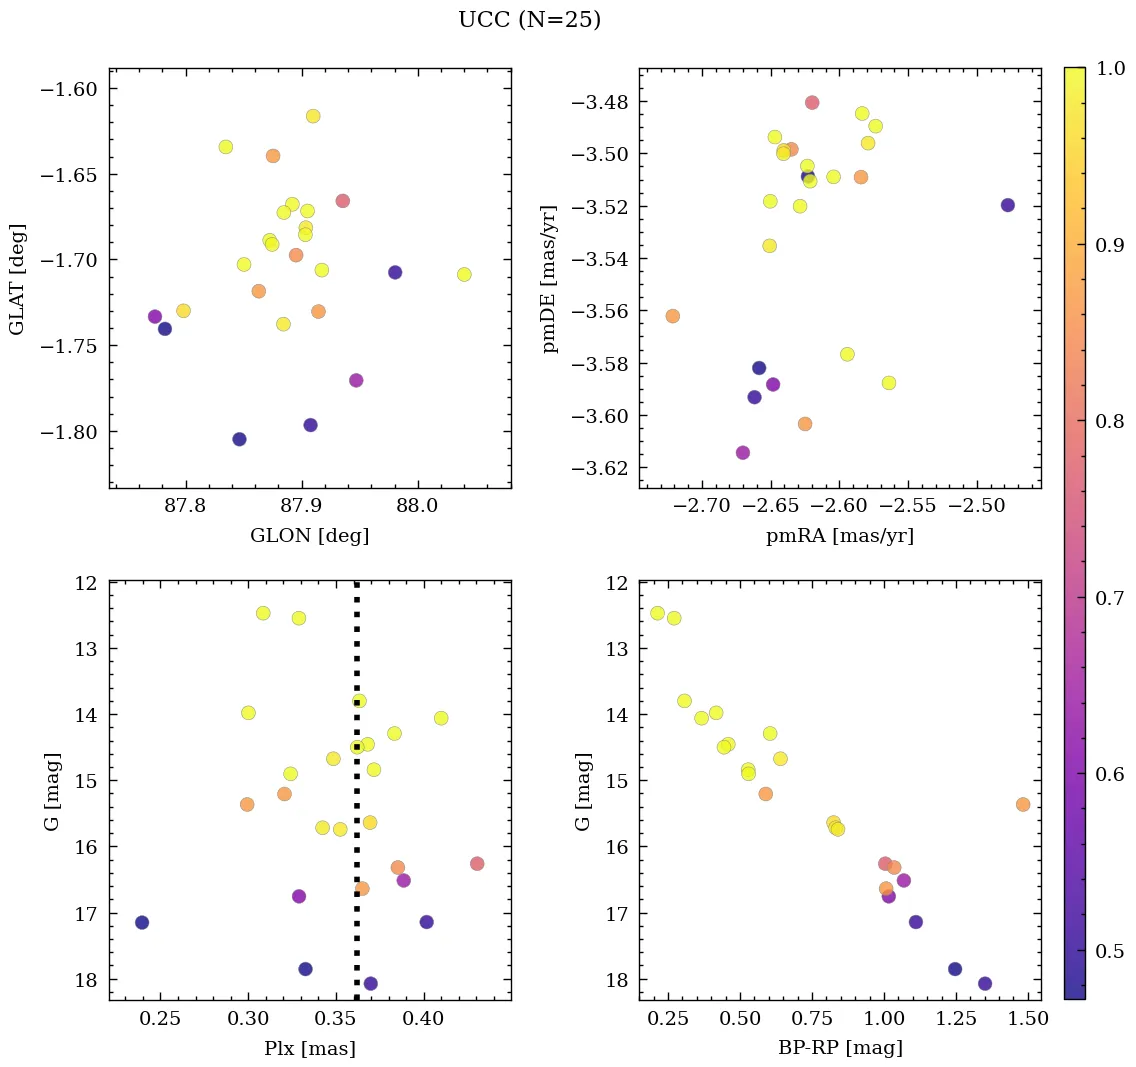 UCC (N=25)
−1.60
−1.65
−1.70
−1.75
−1.80
GLAT [deg]
87.8 87.9 88.0
GLON [deg]
−3.48
−3.50
−3.52
−3.54
−3.56
−3.58
−3.60
−3.62
pmDE [mas/yr]
−2.70 −2.65 −2.60 −2.55 −2.50
pmRA [mas/yr]
12
13
14
15
16
17
18
G [mag]
0.25 0.30 0.35 0.40
Plx [mas]
12
13
14
15
16
17
18
G [mag]
0.25 0.50 0.75 1.00 1.25 1.50
BP-RP [mag]
1.0
0.9
0.8
0.7
0.6
0.5